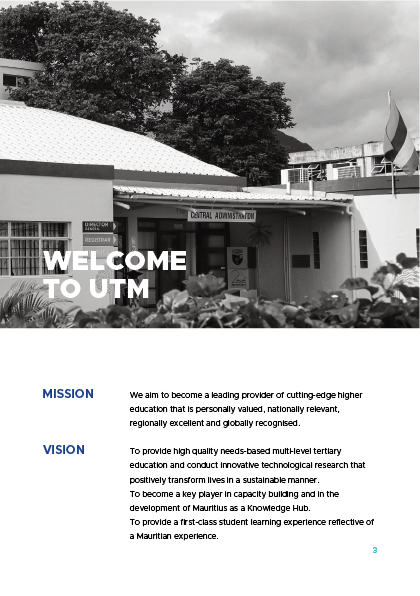 CENTRAL ADMINISTRATION
DIRECTOR
GENERAL
REGISTRAR
WELCOME
TO UTM
MISSION
We aim to become a leading provider of cutting-edge higher
education that is personally valued, nationally relevant,
regionally excellent and globally recognised.
VISION
To provide high quality needs-based multi-level tertiary
education and conduct innovative technological research that
positively transform lives in a sustainable manner.
To become a key player in capacity building and in the
development of Mauritius as a Knowledge Hub.
To provide a first-class student learning experience reflective of
a Mauritian experience.
3